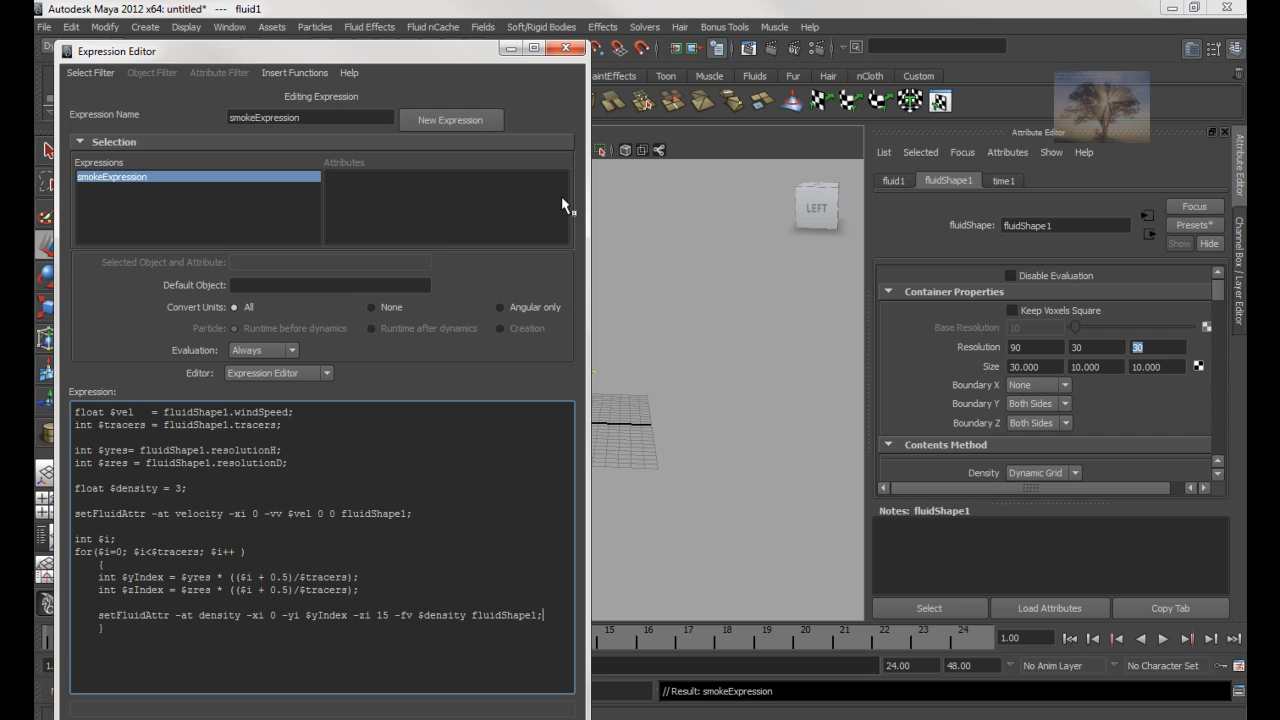 Autodesk Maya 2012 x64: untitled* --- fluid1
File Edit Modify Create Display Window Assets Particles Fluid Effects Fluid nCache Fields Soft/Rigid Bodies Effects Solvers Hair Bonus Tools Muscle Help
Expression Editor
Select Filter Object Filter Attribute Filter Insert Functions Help
Editing Expression
Expression Name smokeExpression New Expression
Selection
Expressions Attributes
smokeExpression
Selected Object and Attribute:
Default Object:
Convert Units: All None Angular only
Particle: Runtime before dynamics Runtime after dynamics Creation
Evaluation: Always
Editor: Expression Editor
Expression:
float $vel = fluidShape1.windSpeed;
int $tracers = fluidShape1.tracers;
int $yres= fluidShape1.resolutionH;
int $zres = fluidShape1.resolutionD;
float $density = 3;
setFluidAttr -at velocity -xi 0 -vv $vel 0 0 fluidShape1;
int $i;
for($i=0; $i<$tracers; $i++ )
{
int $yIndex = $yres * (($i + 0.5)/$tracers);
int $zIndex = $zres * (($i + 0.5)/$tracers);
setFluidAttr -at density -xi 0 -yi $yIndex -zi 15 -fv $density fluidShape1;
}
aintEffects Toon Muscle Fluids Fur Hair nCloth Custom
LEFT
Attribute Editor
List Selected Focus Attributes Show Help
fluid1 fluidShape1 time1
Focus
fluidShape: fluidShape1 Presets*
Show Hide
Disable Evaluation
Container Properties
Keep Voxels Square
Base Resolution 10
Resolution 90 30 30
Size 30.000 10.000 10.000
Boundary X None
Boundary Y Both Sides
Boundary Z Both Sides
Contents Method
Density Dynamic Grid
Notes: fluidShape1
Select Load Attributes Copy Tab
Attribute Editor
Channel Box / Layer Editor
15 16 17 18 19 20 21 22 23 24 1.00
24.00 48.00 No Anim Layer No Character Set
// Result: smokeExpression